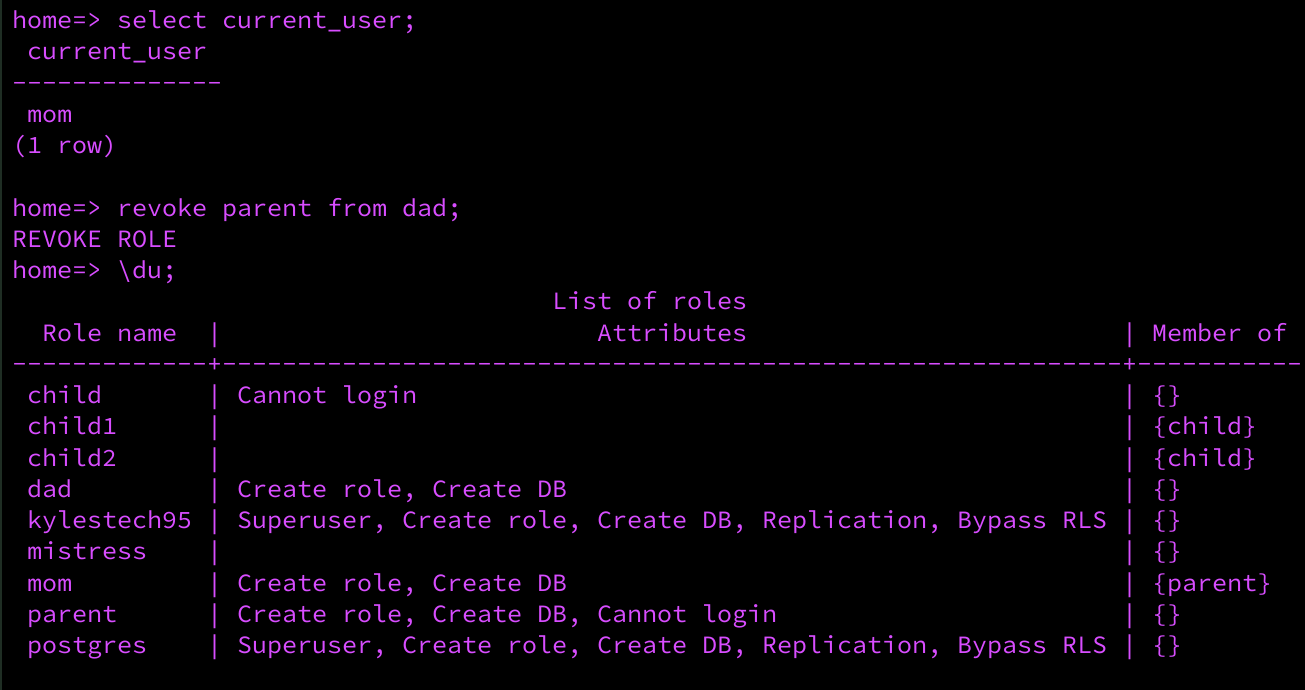 home=> select current_user;
 current_user
--------------
 mom
(1 row)

home=> revoke parent from dad;
REVOKE ROLE
home=> \du;
                                    List of roles
  Role name  |                         Attributes                         | Member of
-------------+------------------------------------------------------------+-----------
 child       | Cannot login                                               | {}
 child1      |                                                            | {child}
 child2      |                                                            | {child}
 dad         | Create role, Create DB                                     | {}
 kylestech95 | Superuser, Create role, Create DB, Replication, Bypass RLS | {}
 mistress    |                                                            | {}
 mom         | Create role, Create DB                                     | {parent}
 parent      | Create role, Create DB, Cannot login                       | {}
 postgres    | Superuser, Create role, Create DB, Replication, Bypass RLS | {}